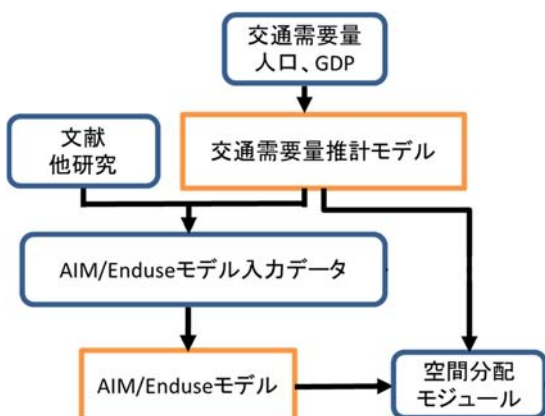 交通需要量
人口、GDP
文献
他研究
交通需要量推計モデル
AIM/Enduseモデル入力データ
AIM/Enduseモデル
空間分配
モジュール